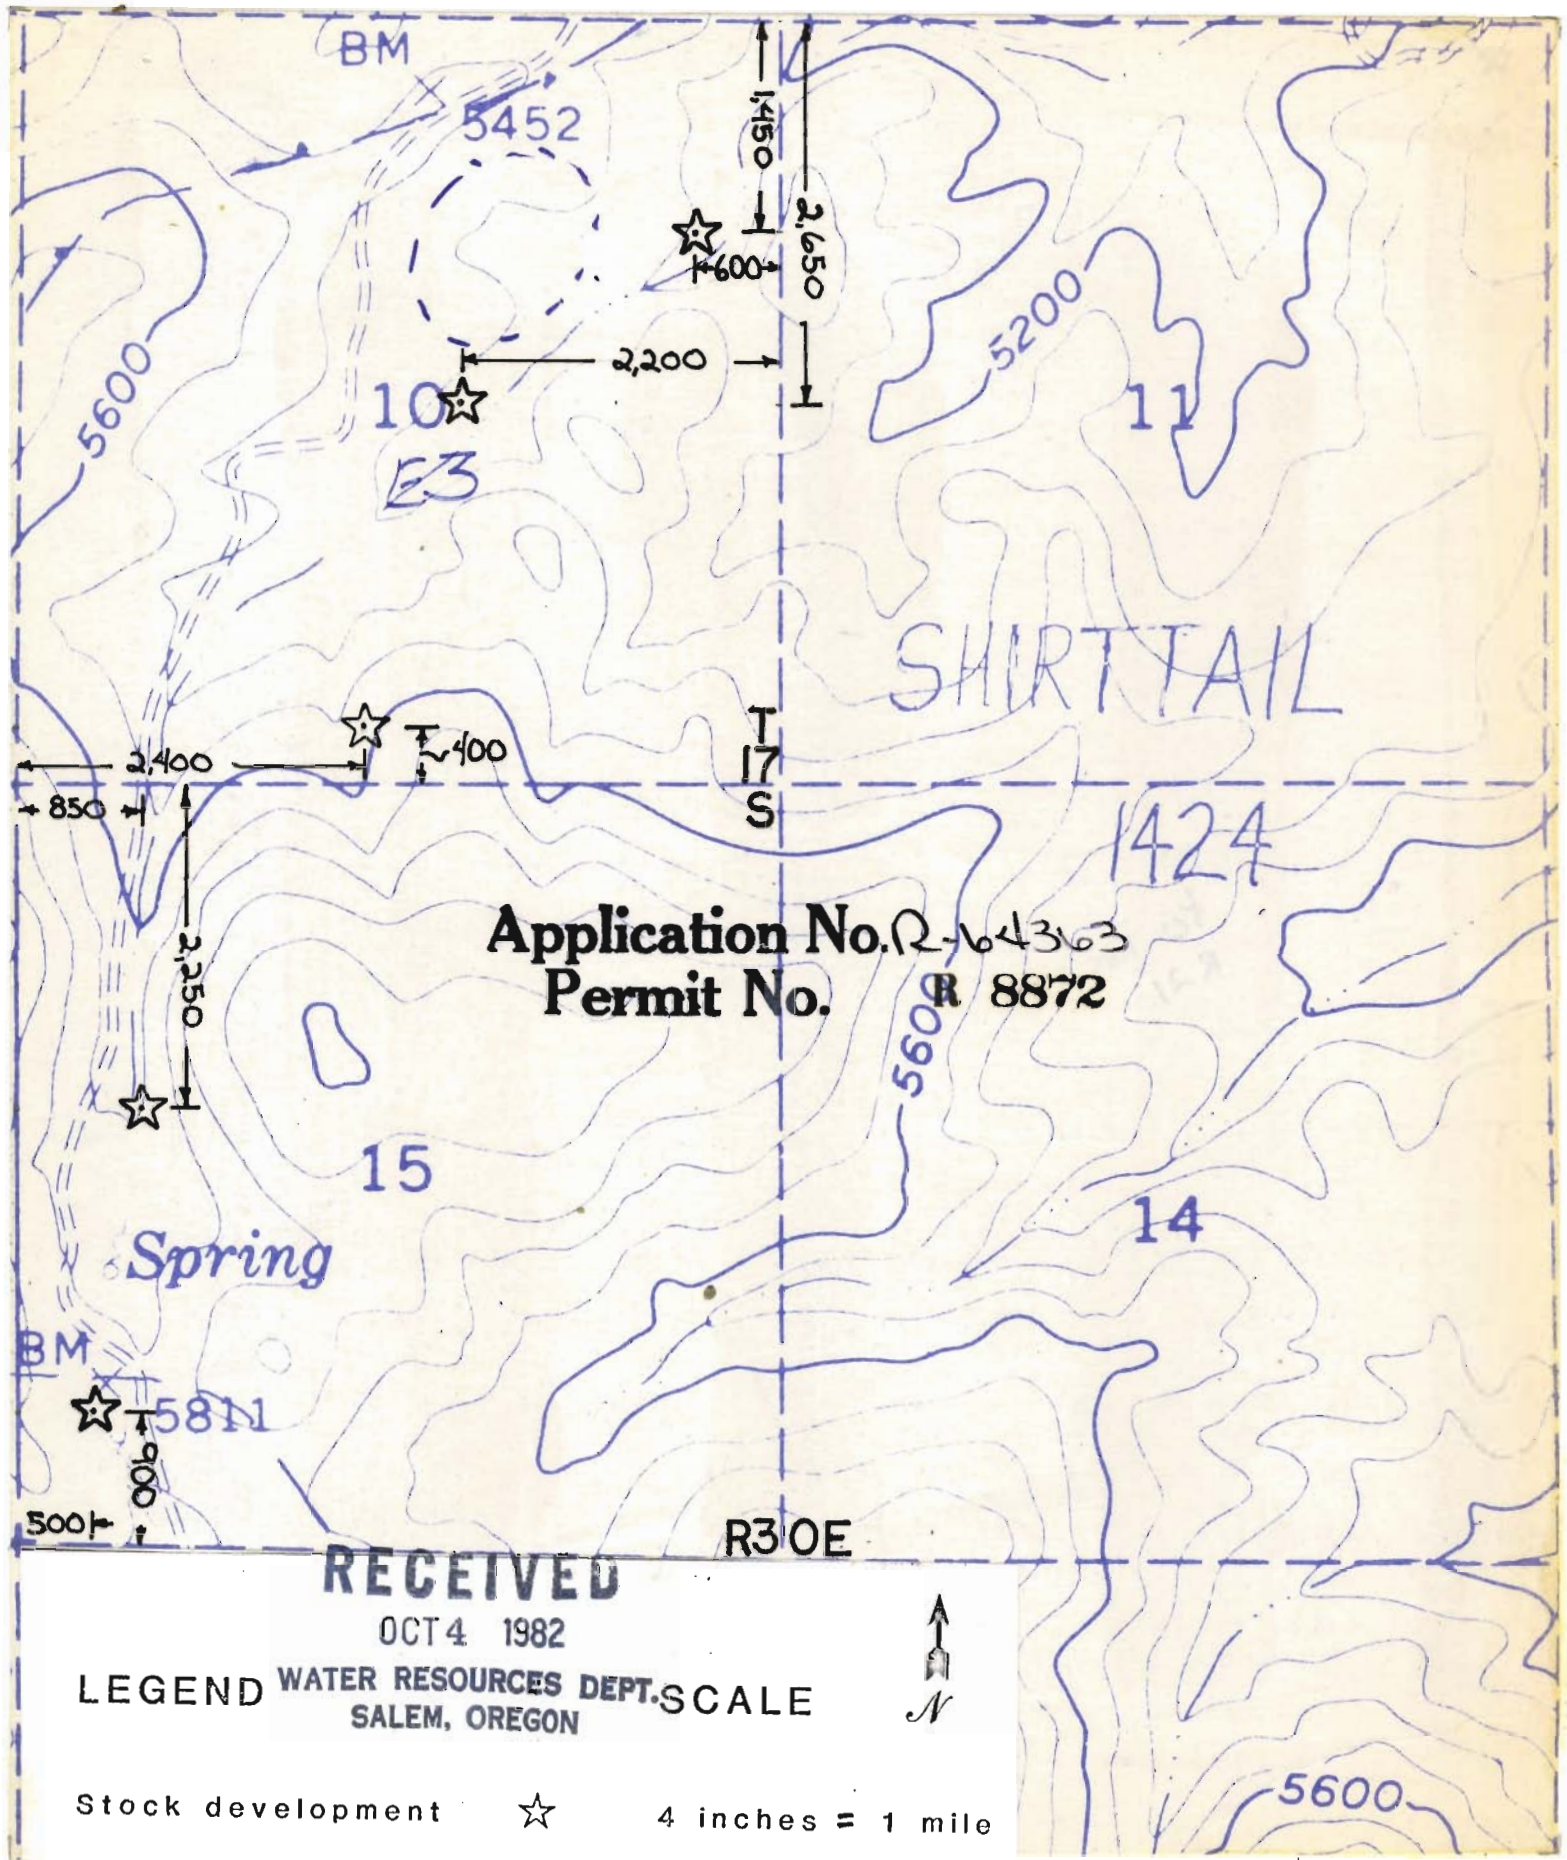 BM
5452
1,450
2,650
600
2,200
5200
5600
10
11
E3
SHIRTTAIL
T
17
S
2,400
~400
850
1424
2,250
Application No. R-64363
Permit No. R 8872
5600
15
14
Spring
BM
5811
900
500
R30E
RECEIVED
OCT 4 1982
WATER RESOURCES DEPT.
SALEM, OREGON
LEGEND
SCALE
N
Stock development
4 inches = 1 mile
5600